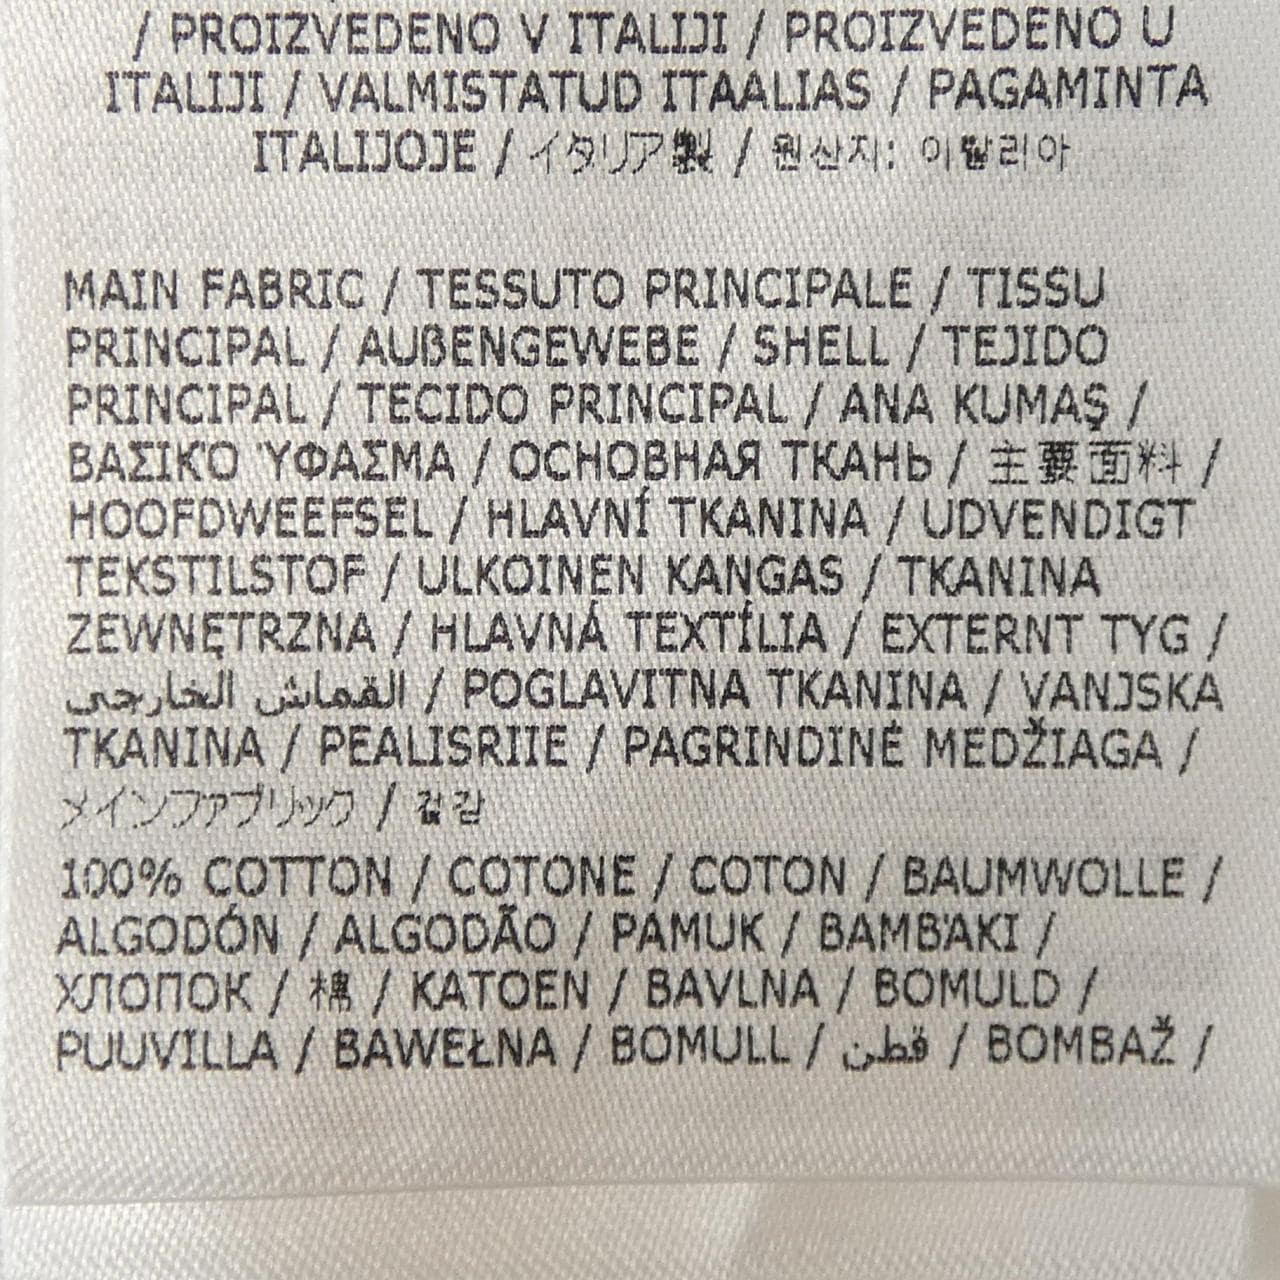 / PROIZVEDENO V ITALIJI / PROIZVEDENO U
ITALIJI / VALMISTATUD ITAALIAS / PAGAMINTA
ITALIJOJE / イタリア製 / 원산지: 이탈리아
MAIN FABRIC / TESSUTO PRINCIPALE / TISSU
PRINCIPAL / AUßENGEWEBE / SHELL / TEJIDO
PRINCIPAL / TECIDO PRINCIPAL / ANA KUMAŞ /
ΒΑΣΙΚΌ ΎΦΑΣΜΑ / ОСНОВНАЯ ТКАНЬ / 主要面料 /
HOOFDWEEFSEL / HLAVNÍ TKANINA / UDVENDIGT
TEKSTILSTOF / ULKOINEN KANGAS / TKANINA
ZEWNĘTRZNA / HLAVNÁ TEXTÍLIA / EXTERNT TYG /
القماش الخارجى / POGLAVITNA TKANINA / VANJSKA
TKANINA / PEALISRIIE / PAGRINDINĖ MEDŽIAGA /
メインファブリック / 겉감
100% COTTON / COTONE / COTON / BAUMWOLLE /
ALGODÓN / ALGODÃO / PAMUK / ΒΑΜΒΆΚΙ /
ХЛОПОК / 棉 / KATOEN / BAVLNA / BOMULD /
PUUVILLA / BAWEŁNA / BOMULL / قطن / BOMBAŽ /